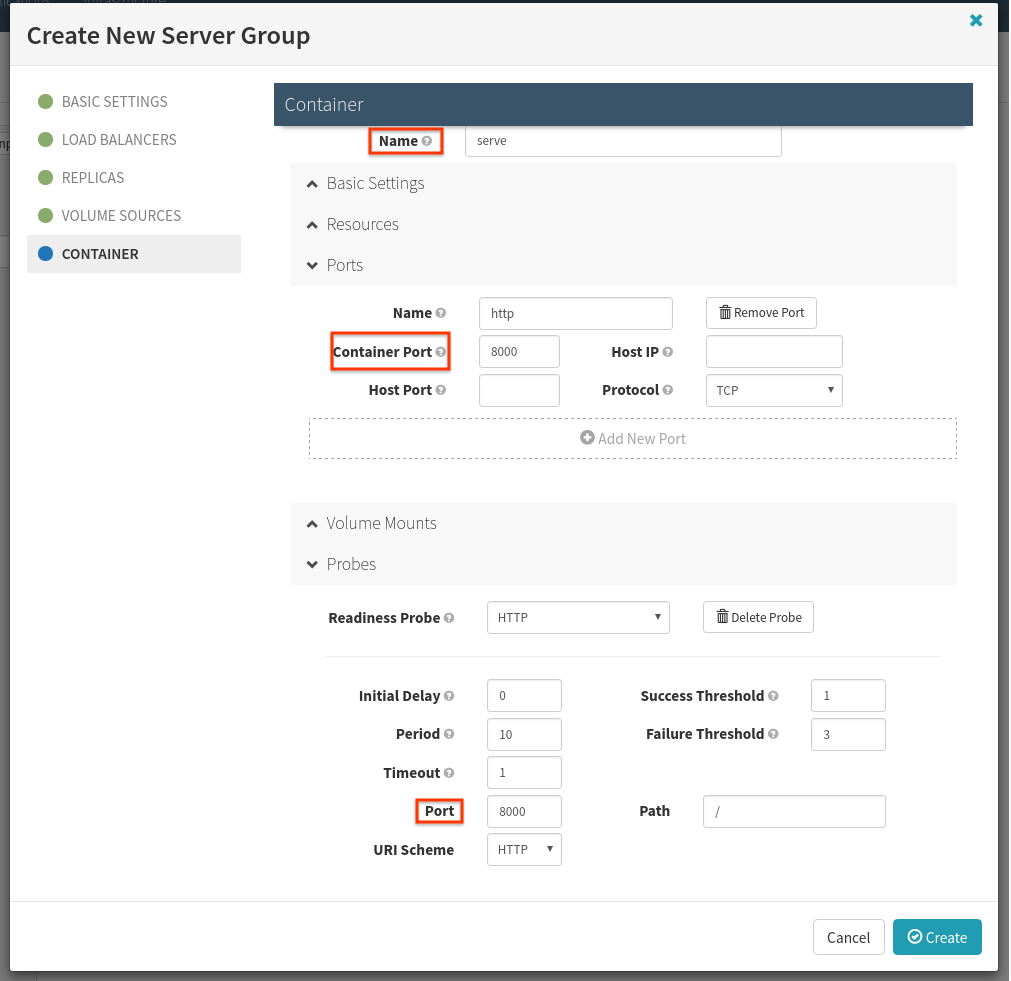 Create New Server Group
BASIC SETTINGS
LOAD BALANCERS
REPLICAS
VOLUME SOURCES
CONTAINER
Container
Name serve
Basic Settings
Resources
Ports
Name http Remove Port
Container Port 8000 Host IP
Host Port Protocol TCP
Add New Port
Volume Mounts
Probes
Readiness Probe HTTP Delete Probe
Initial Delay 0 Success Threshold 1
Period 10 Failure Threshold 3
Timeout 1
Port 8000 Path /
URI Scheme HTTP
Cancel Create